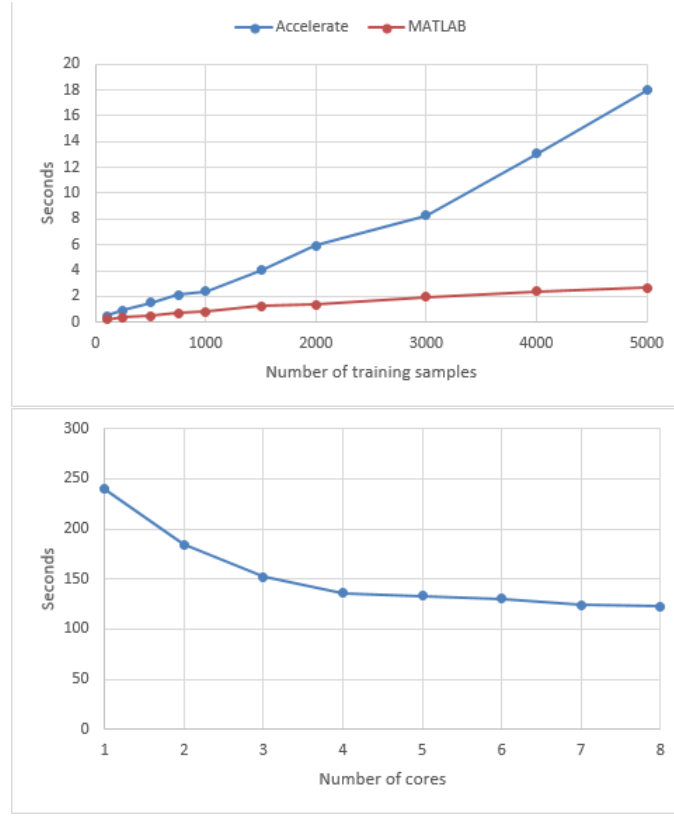 Accelerate MATLAB
20
18
16
14
12
10
8
6
4
2
0
Seconds
0 1000 2000 3000 4000 5000
Number of training samples
300
250
200
150
100
50
0
Seconds
1 2 3 4 5 6 7 8
Number of cores